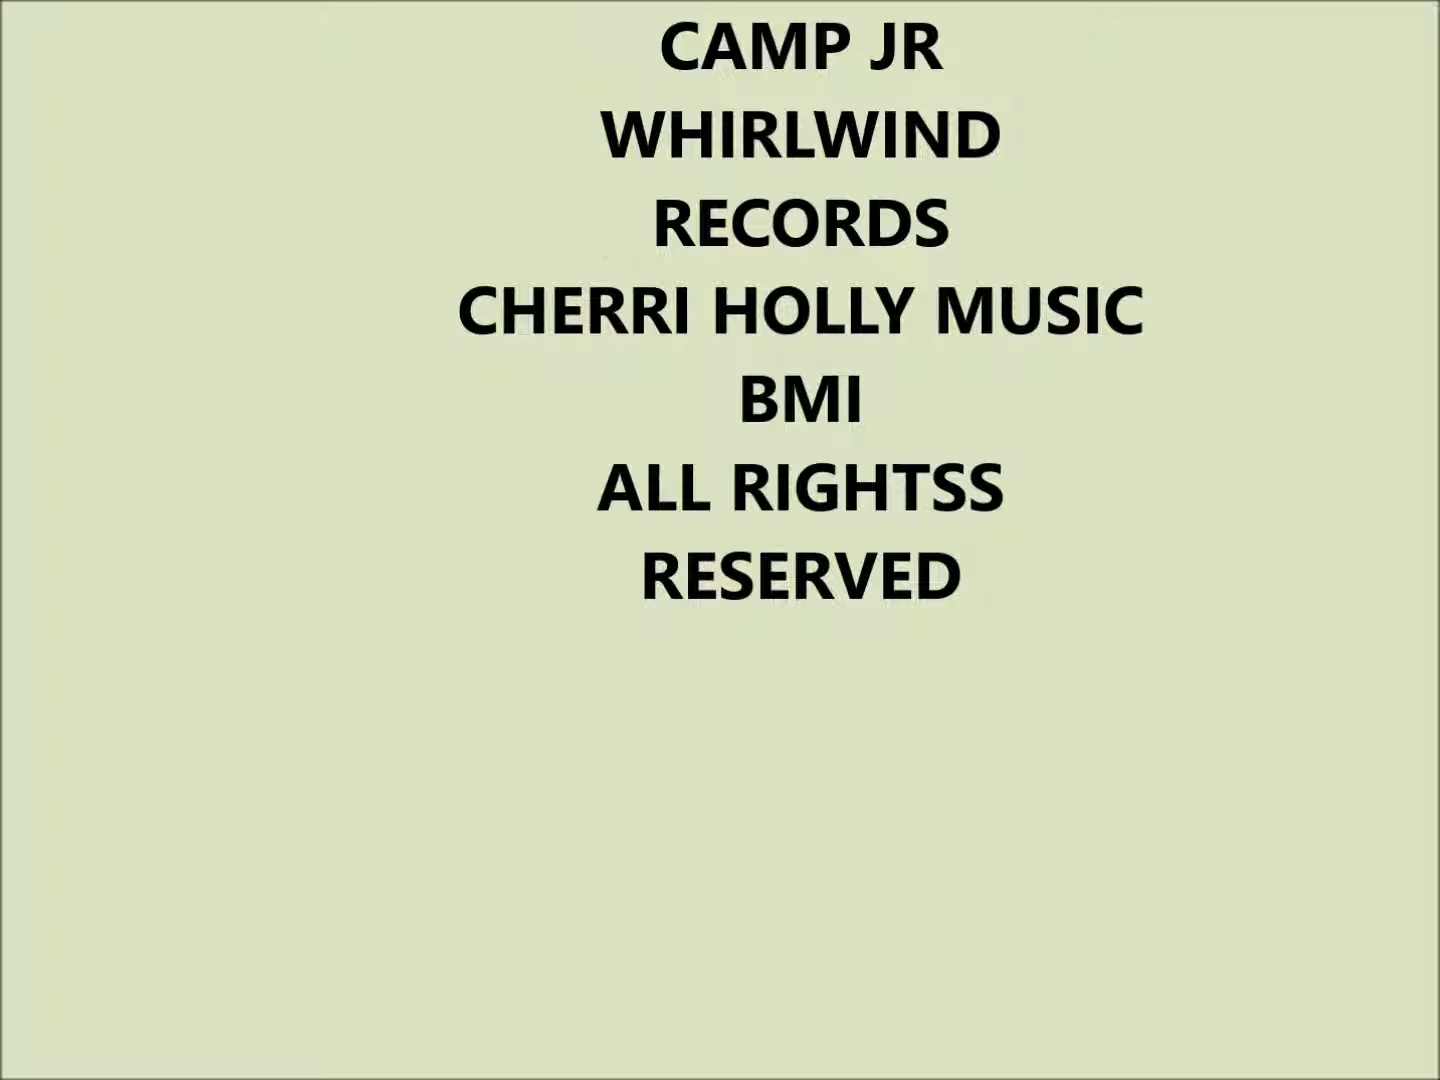 CAMP JR
WHIRLWIND
RECORDS
CHERRI HOLLY MUSIC
BMI
ALL RIGHTSS
RESERVED